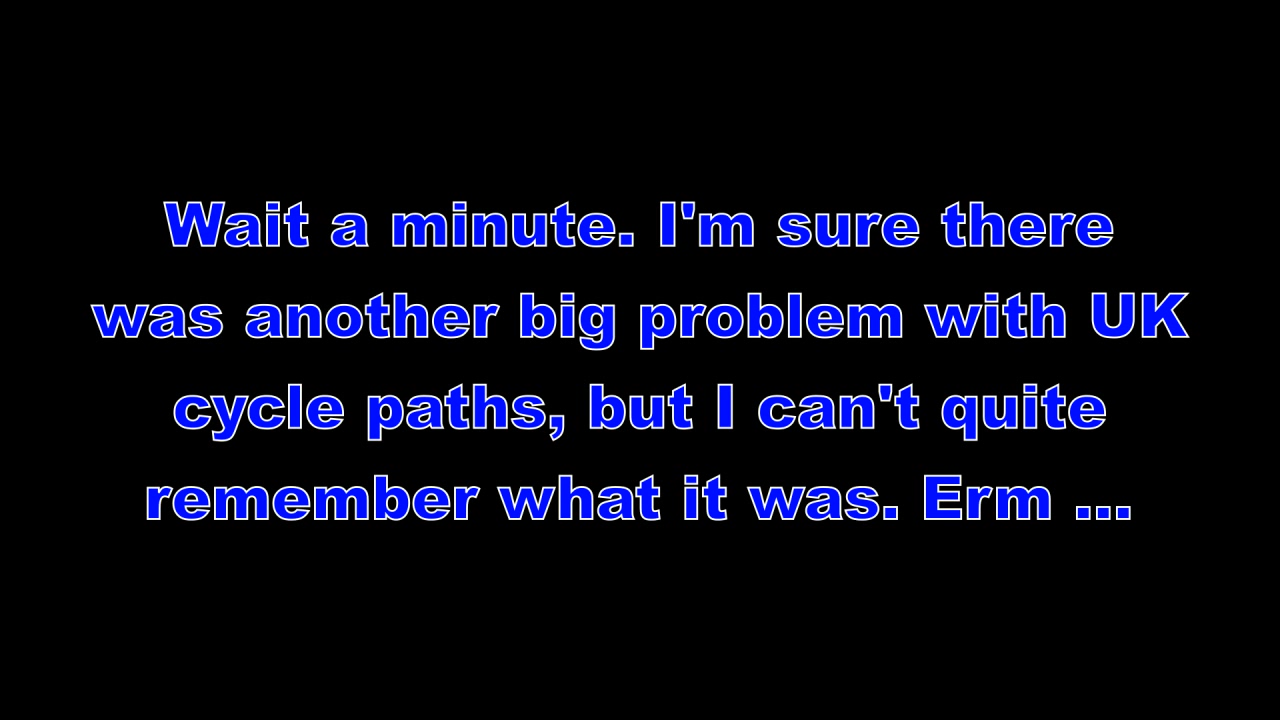 Wait a minute. I'm sure there
was another big problem with UK
cycle paths, but I can't quite
remember what it was. Erm ...